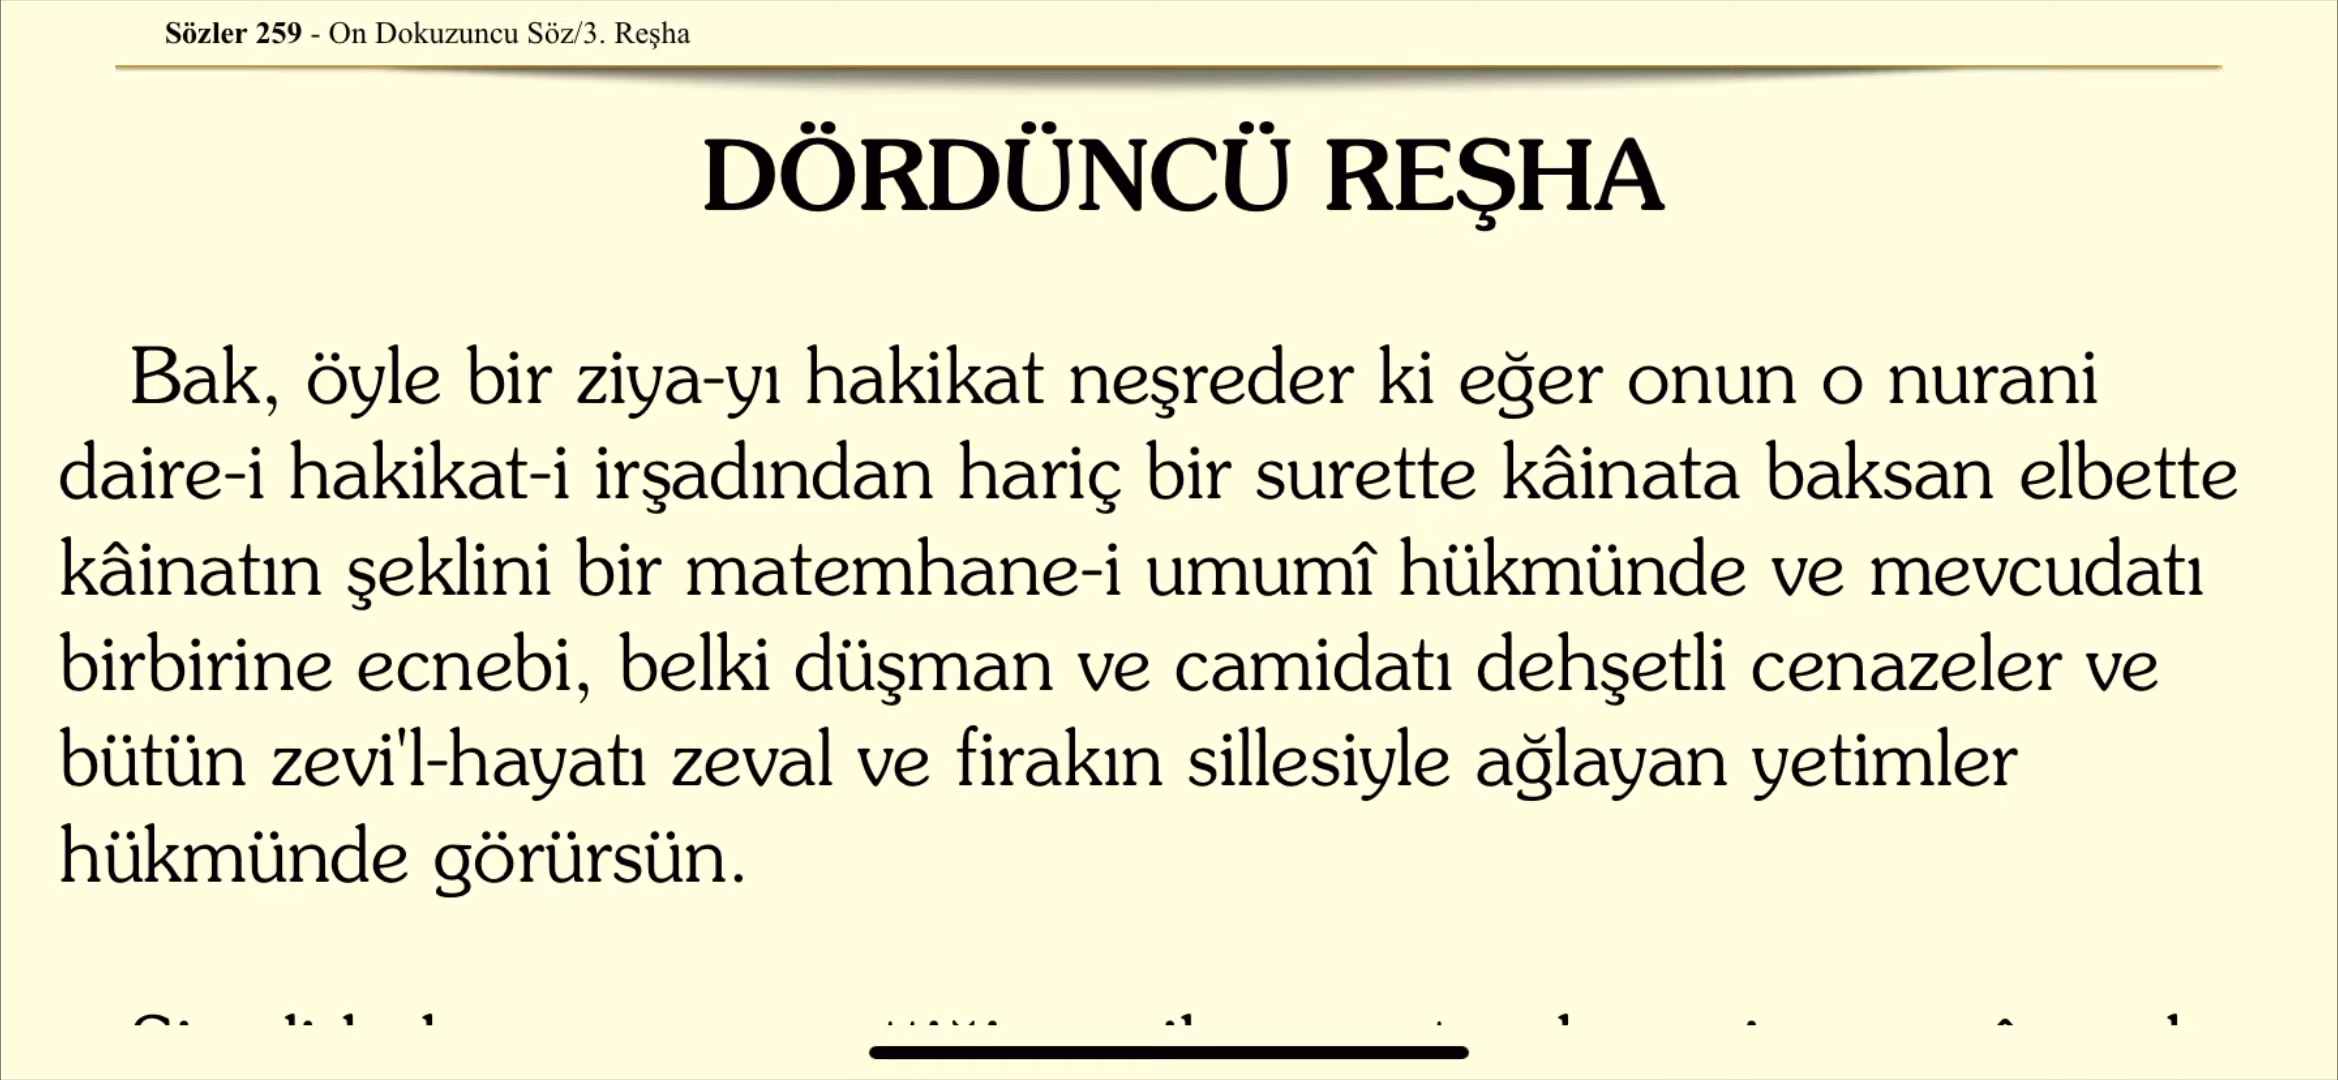 Sözler 259 - On Dokuzuncu Söz/3. Reşha
DÖRDÜNCÜ REŞHA
Bak, öyle bir ziya-yı hakikat neşreder ki eğer onun o nurani
daire-i hakikat-i irşadından hariç bir surette kâinata baksan elbette
kâinatın şeklini bir matemhane-i umumî hükmünde ve mevcudatı
birbirine ecnebi, belki düşman ve camidatı dehşetli cenazeler ve
bütün zevi'l-hayatı zeval ve firakın sillesiyle ağlayan yetimler
hükmünde görürsün.